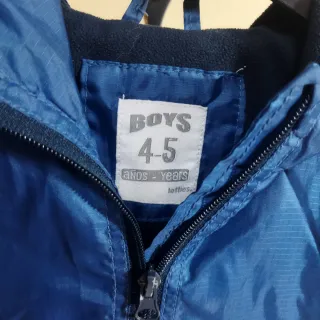 BOYS
4-5
años - years
lefties